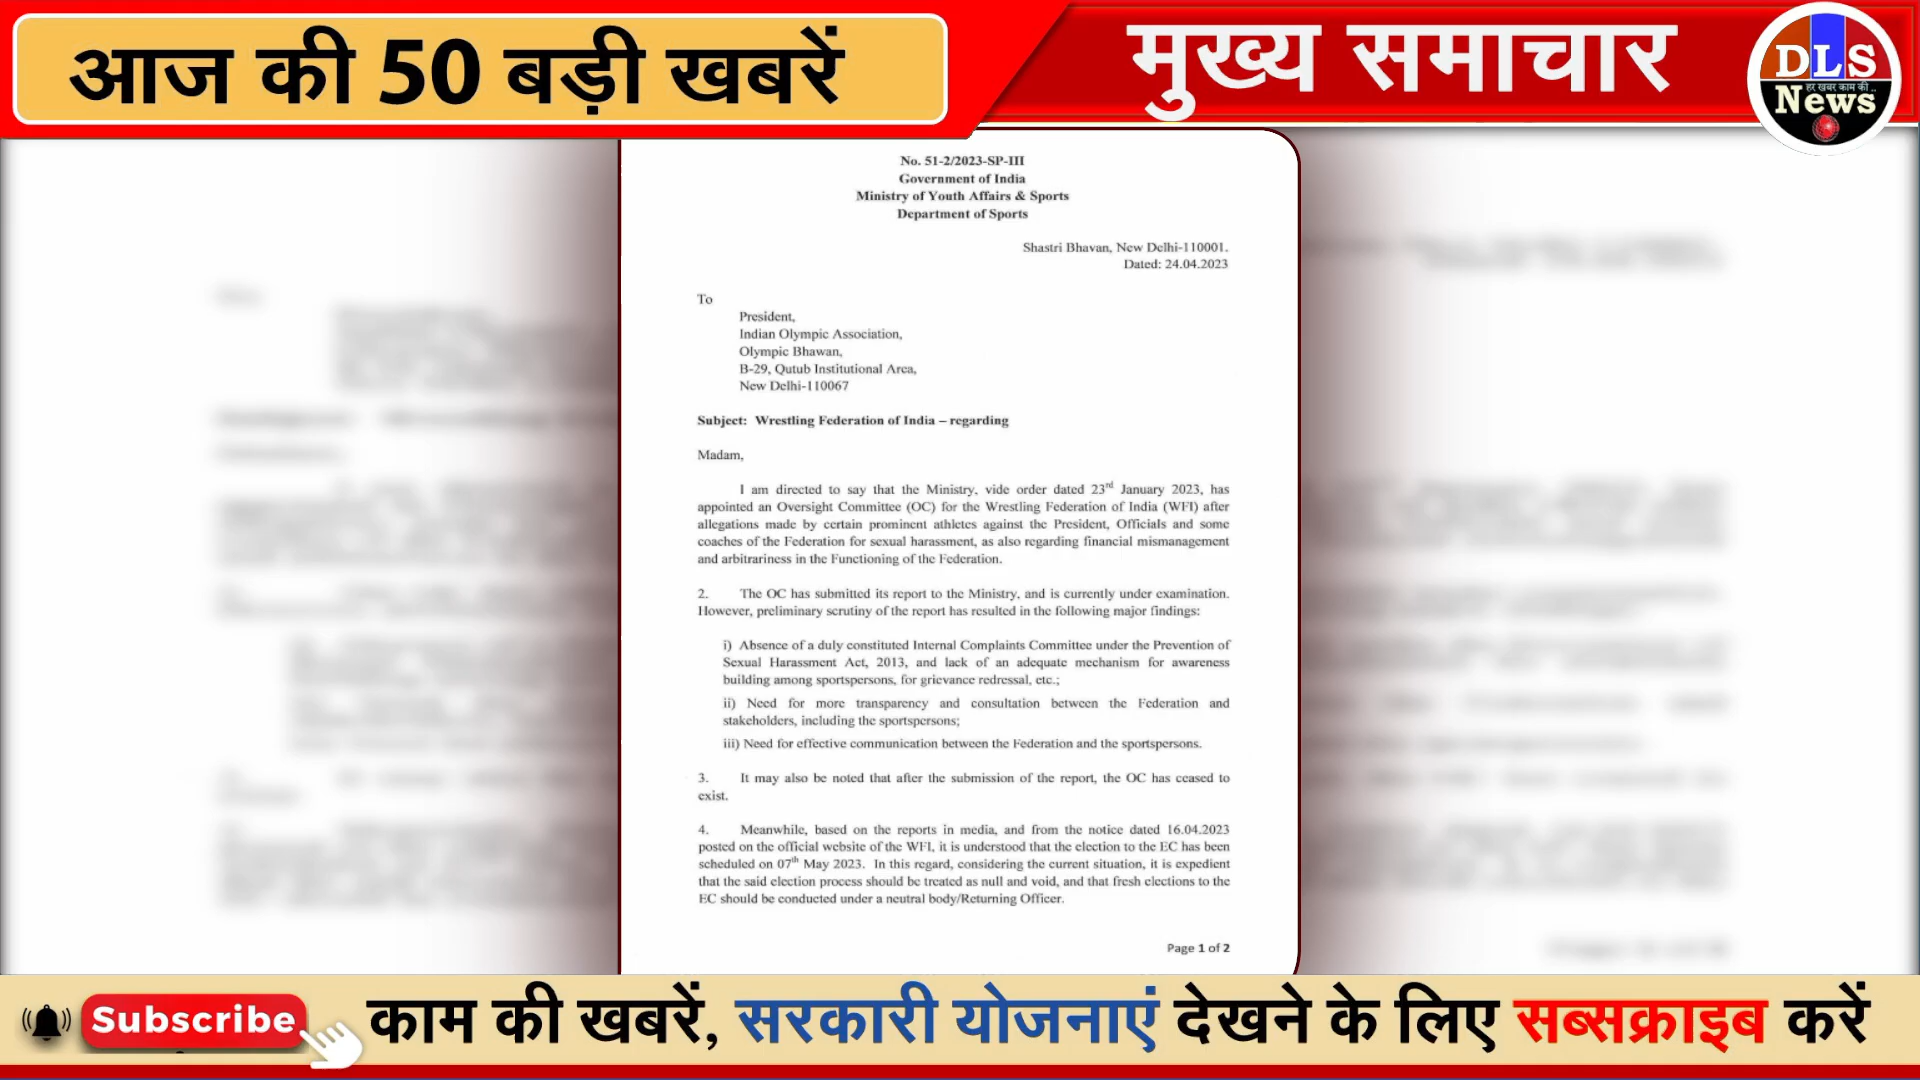 आज की 50 बड़ी खबरें
मुख्य समाचार
DLS
हर खबर काम की..
News
No. 51-2/2023-SP-III
Government of India
Ministry of Youth Affairs & Sports
Department of Sports
Shastri Bhavan, New Delhi-110001.
Dated: 24.04.2023
To
President,
Indian Olympic Association,
Olympic Bhawan,
B-29, Qutub Institutional Area,
New Delhi-110067
Subject: Wrestling Federation of India – regarding
Madam,
I am directed to say that the Ministry, vide order dated 23rd January 2023, has
appointed an Oversight Committee (OC) for the Wrestling Federation of India (WFI) after
allegations made by certain prominent athletes against the President, Officials and some
coaches of the Federation for sexual harassment, as also regarding financial mismanagement
and arbitrariness in the Functioning of the Federation.
2. The OC has submitted its report to the Ministry, and is currently under examination.
However, preliminary scrutiny of the report has resulted in the following major findings:
i) Absence of a duly constituted Internal Complaints Committee under the Prevention of
Sexual Harassment Act, 2013, and lack of an adequate mechanism for awareness
building among sportspersons, for grievance redressal, etc.;
ii) Need for more transparency and consultation between the Federation and
stakeholders, including the sportspersons;
iii) Need for effective communication between the Federation and the sportspersons.
3. It may also be noted that after the submission of the report, the OC has ceased to
exist.
4. Meanwhile, based on the reports in media, and from the notice dated 16.04.2023
posted on the official website of the WFI, it is understood that the election to the EC has been
scheduled on 07th May 2023. In this regard, considering the current situation, it is expedient
that the said election process should be treated as null and void, and that fresh elections to the
EC should be conducted under a neutral body/Returning Officer.
Page 1 of 2
Subscribe
काम की खबरें, सरकारी योजनाएं देखने के लिए सब्सक्राइब करें